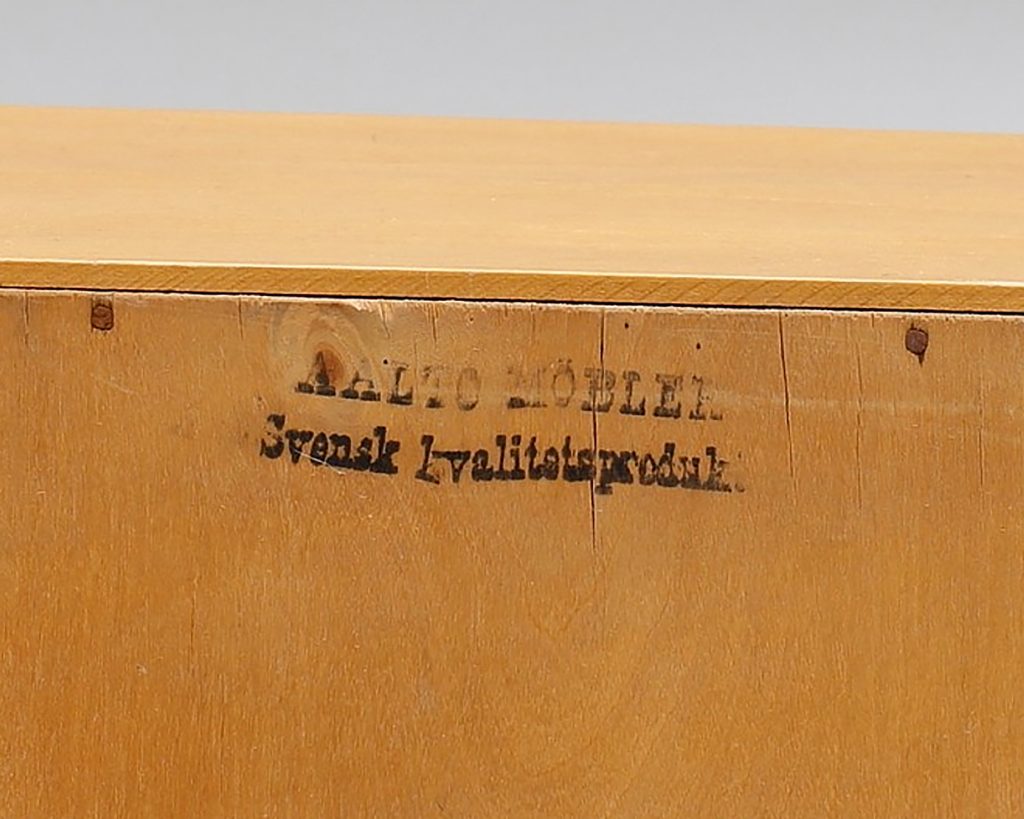 AALTO MÖBLER
Svensk kvalitetsprodukt